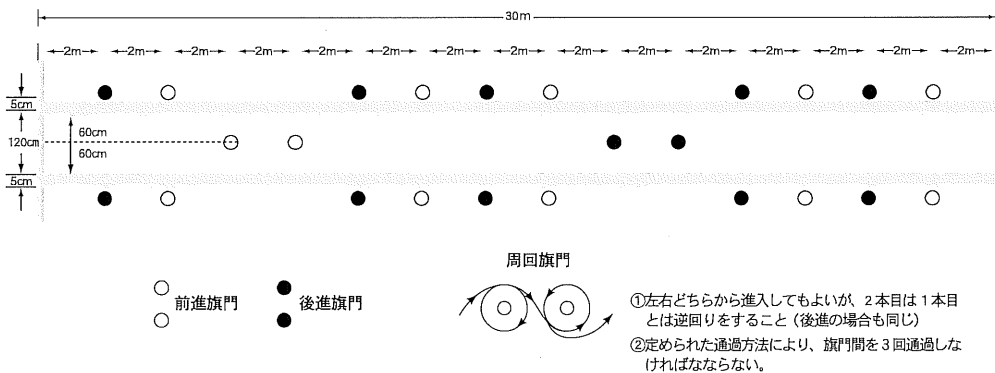 30m
2m 2m 2m 2m 2m 2m 2m 2m 2m 2m 2m 2m 2m 2m 2m
5cm
60cm
120cm
60cm
5cm
周回旗門
前進旗門
後進旗門
①左右どちらから進入してもよいが、2本目は1本目
とは逆回りをすること(後進の場合も同じ)
②定められた通過方法により、旗門間を3回通過しな
ければなならない。